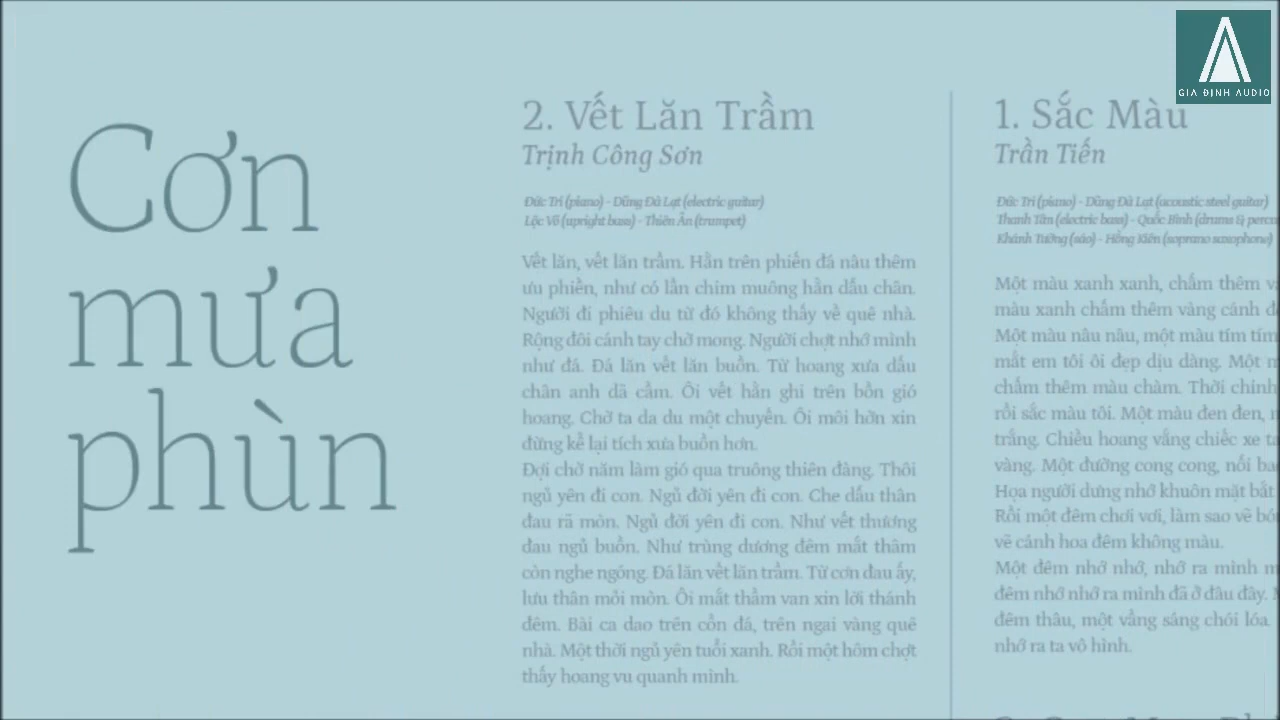 GIA ĐỊNH AUDIO
Cơn
mưa
phùn
2. Vết Lăn Trầm
Trịnh Công Sơn
Đức Trí (piano) - Dũng Đà Lạt (electric guitar)
Lộc Võ (upright bass) - Thiên Ân (trumpet)
Vết lăn, vết lăn trầm. Hằn trên phiến đá nâu thêm
ưu phiền, như có lần chim muông hằn dấu chân.
Người đi phiêu du từ đó không thấy về quê nhà.
Rộng đôi cánh tay chờ mong. Người chợt nhớ mình
như đá. Đá lăn vết lăn buồn. Từ hoang xưa dấu
chân anh đã cầm. Ôi vết hằn ghi trên bốn gió
hoang. Chờ ta da du một chuyến. Ôi môi hờn xin
đừng kể lại tích xưa buồn hơn.
Đợi chờ năm làm gió qua truông thiên đàng. Thôi
ngủ yên đi con. Ngủ đời yên đi con. Che dấu thân
đau rã mòn. Ngủ đời yên đi con. Như vết thương
đau ngủ buồn. Như trùng dương đêm mắt thâm
còn nghe ngóng. Đá lăn vết lăn trầm. Từ cơn đau ấy,
lưu thân mỏi mòn. Ôi mắt thầm van xin lời thánh
đêm. Bài ca dao trên cồn đá, trên ngai vàng quê
nhà. Một thời ngủ yên tuổi xanh. Rồi một hôm chợt
thấy hoang vu quanh mình.
1. Sắc Màu
Trần Tiến
Đức Trí (piano) - Dũng Đà Lạt (acoustic steel guitar)
Thanh Tâm (electric bass) - Quốc Bình (drums & percu
Khánh Tường (sáo) - Hồng Kiên (soprano saxophone)
Một màu xanh xanh, chấm thêm và
màu xanh chấm thêm vàng cánh đ
Một màu nâu nâu, một màu tím tím
mắt em tôi ôi đẹp dịu dàng. Một m
chấm thêm màu chàm. Thời chinh
rồi sắc màu tôi. Một màu đen đen,
trắng. Chiều hoang vắng chiếc xe ta
vàng. Một đường cong cong, nối ba
Họa người dưng nhớ khuôn mặt bắt
Rồi một đêm chơi vơi, làm sao vẽ bó
vẽ cánh hoa đêm không màu.
Một đêm nhớ nhớ, nhớ ra mình m
đêm nhớ nhớ ra mình đã ở đâu đây.
đêm thâu, một vầng sáng chói lóa.
nhớ ra ta vô hình.